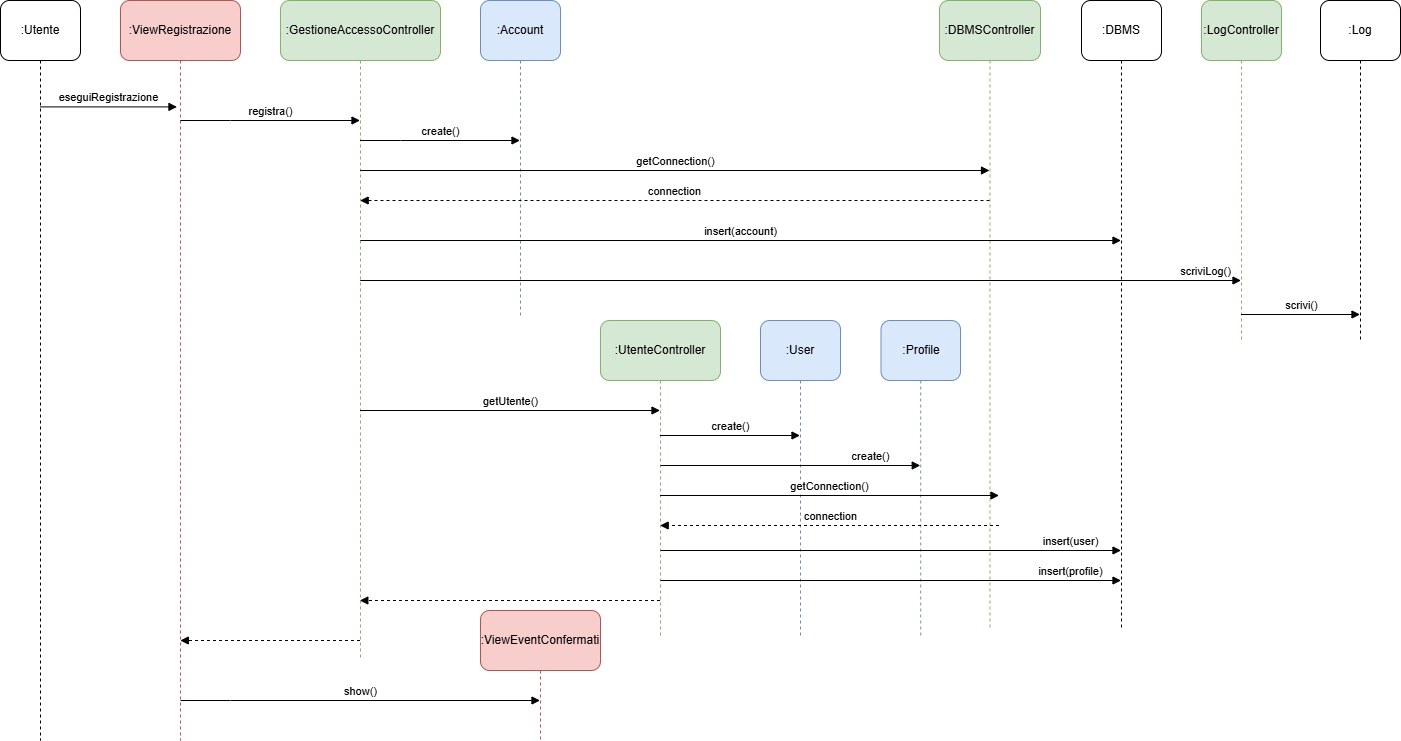 :Utente
:ViewRegistrazione
:GestioneAccessoController
:Account
:DBMSController
:DBMS
:LogController
:Log
eseguiRegistrazione
registra()
create()
getConnection()
connection
insert(account)
scriviLog()
scrivi()
:UtenteController
:User
:Profile
getUtente()
create()
create()
getConnection()
connection
insert(user)
insert(profile)
:ViewEventConfermati
show()